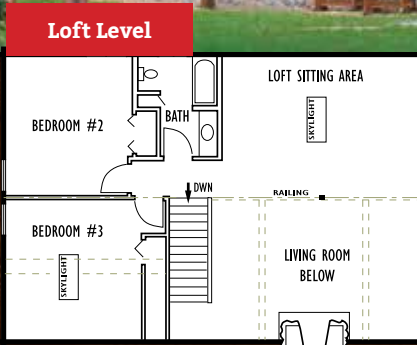 Loft Level
LOFT SITTING AREA
SKYLIGHT
BATH
BEDROOM #2
DWN
RAILING
BEDROOM #3
SKYLIGHT
LIVING ROOM
BELOW